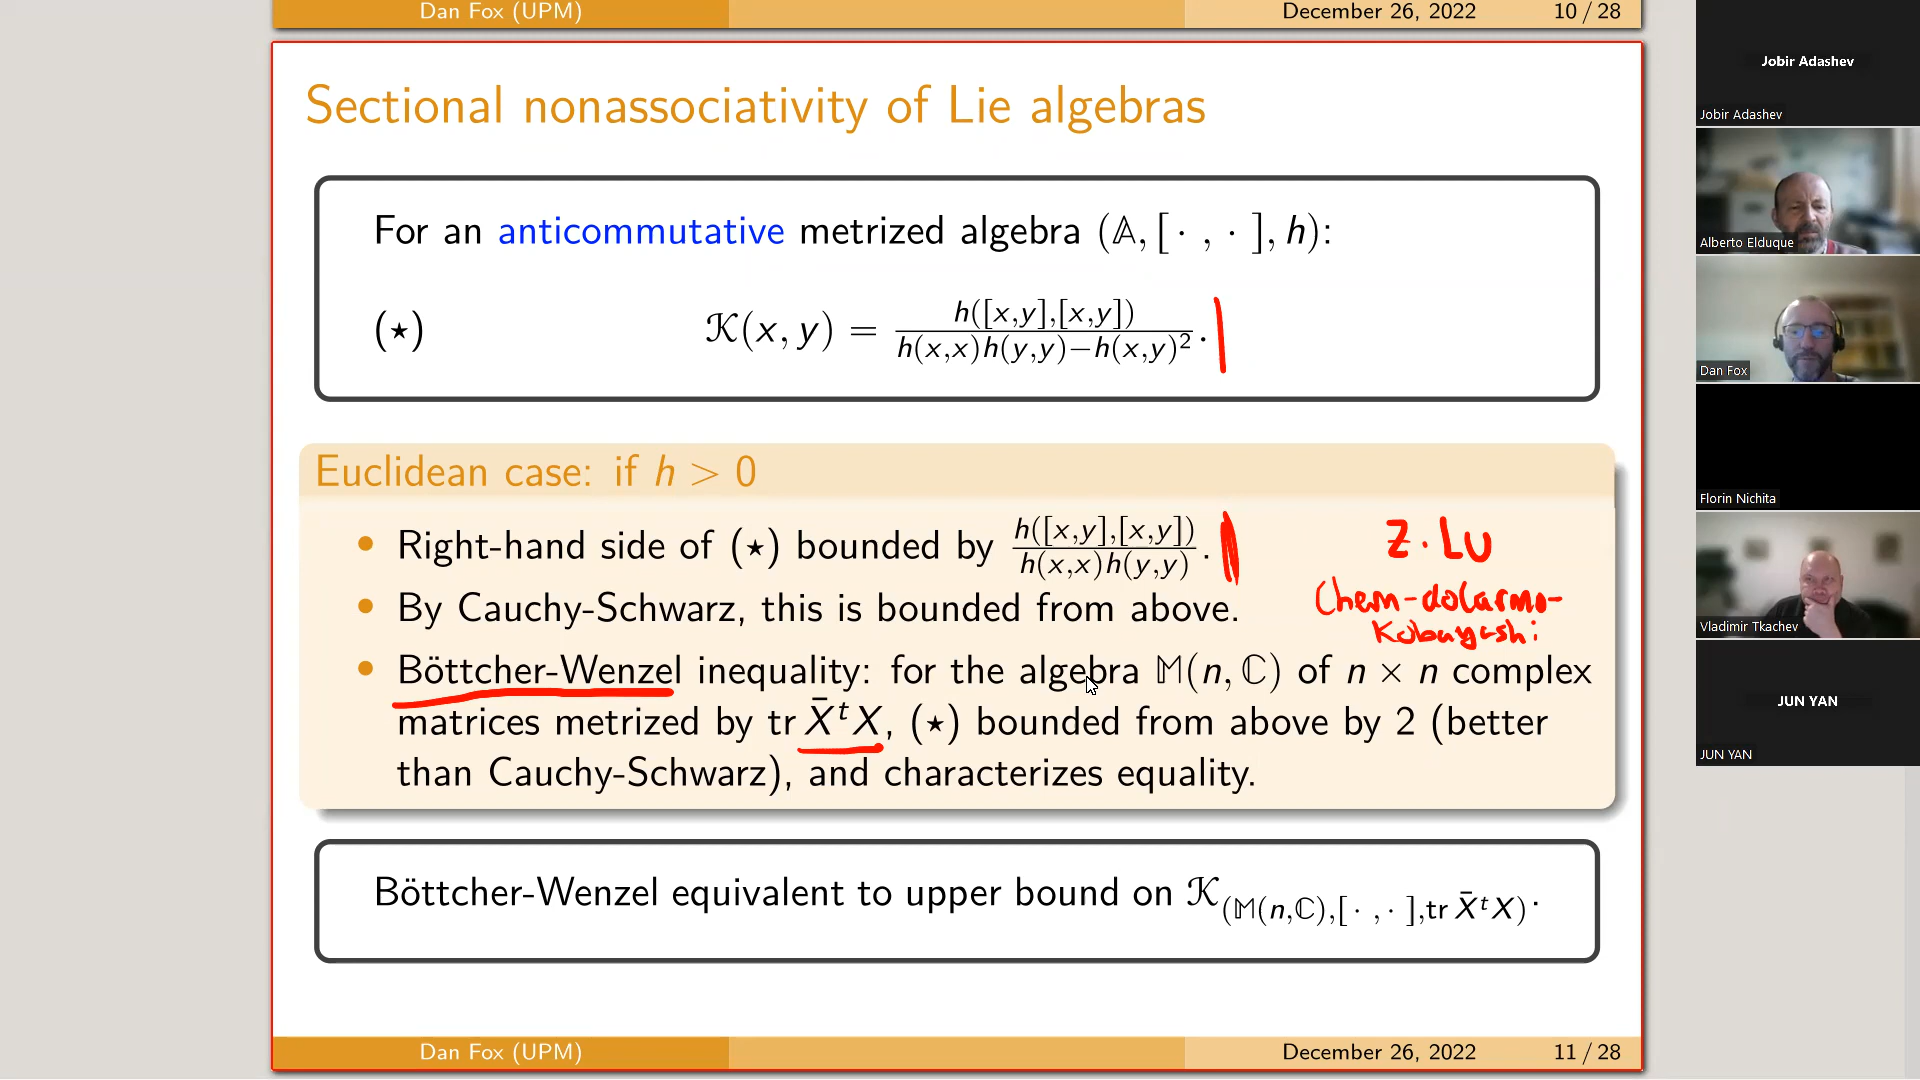 Dan Fox (UPM) December 26, 2022 10 / 28
Sectional nonassociativity of Lie algebras
For an anticommutative metrized algebra (𝔸, [ · , · ], h):
(⋆) 𝒦(x, y) = h([x,y],[x,y]) / h(x,x)h(y,y)−h(x,y)² .
Euclidean case: if h > 0
• Right-hand side of (⋆) bounded by h([x,y],[x,y]) / h(x,x)h(y,y) .
Z. Lu
• By Cauchy-Schwarz, this is bounded from above.
Chern-doCarmo-
Kobayashi
• Böttcher-Wenzel inequality: for the algebra 𝕄(n, ℂ) of n × n complex
matrices metrized by tr X̄ᵗX, (⋆) bounded from above by 2 (better
than Cauchy-Schwarz), and characterizes equality.
Böttcher-Wenzel equivalent to upper bound on 𝒦(𝕄(n,ℂ),[ · , · ],tr X̄ᵗX).
Dan Fox (UPM) December 26, 2022 11 / 28
Jobir Adashev
Jobir Adashev
Alberto Elduque
Dan Fox
Florin Nichita
Vladimir Tkachev
JUN YAN
JUN YAN